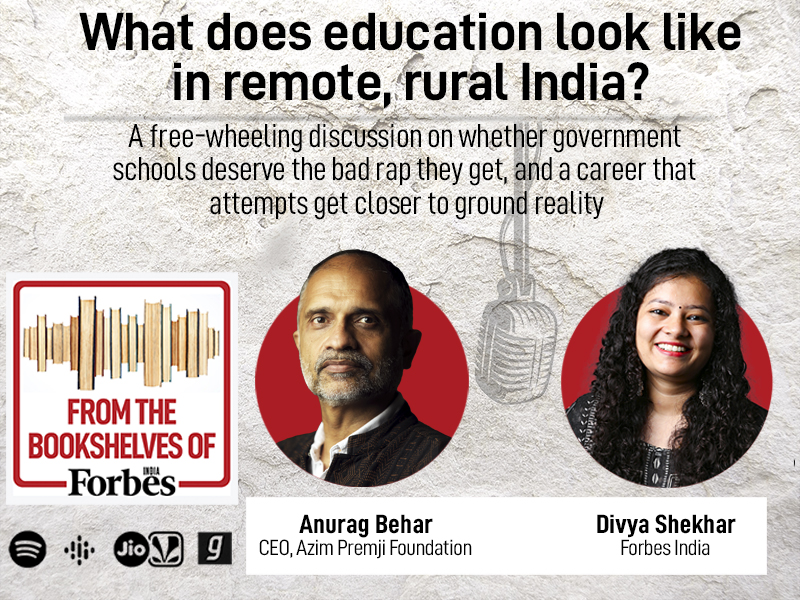 What does education look like
in remote, rural India?
A free-wheeling discussion on whether government
schools deserve the bad rap they get, and a career that
attempts get closer to ground reality
FROM THE
BOOKSHELVES OF
INDIA
Forbes
Jio
g
Anurag Behar
CEO, Azim Premji Foundation
Divya Shekhar
Forbes India